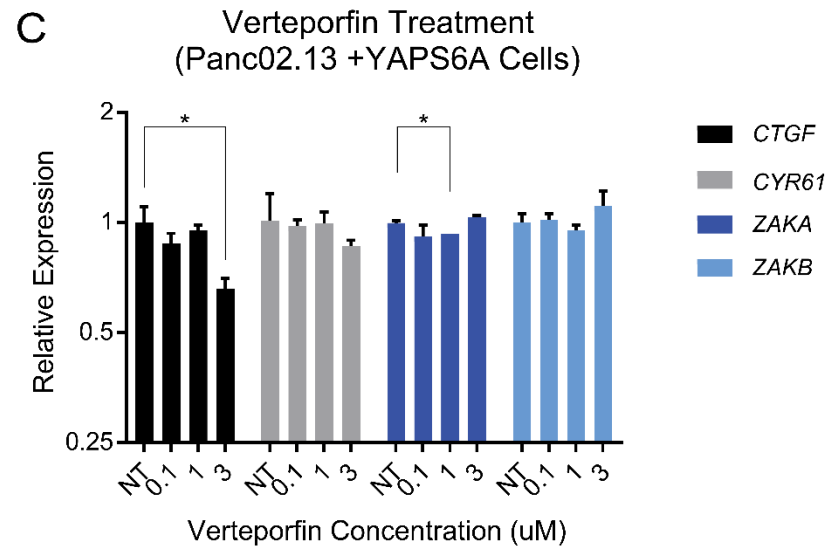 C
Verteporfin Treatment
(Panc02.13 +YAPS6A Cells)
Relative Expression
2
1
0.5
0.25
* *
NT 0.1 1 3 NT 0.1 1 3 NT 0.1 1 3 NT 0.1 1 3
Verteporfin Concentration (uM)
CTGF
CYR61
ZAKA
ZAKB